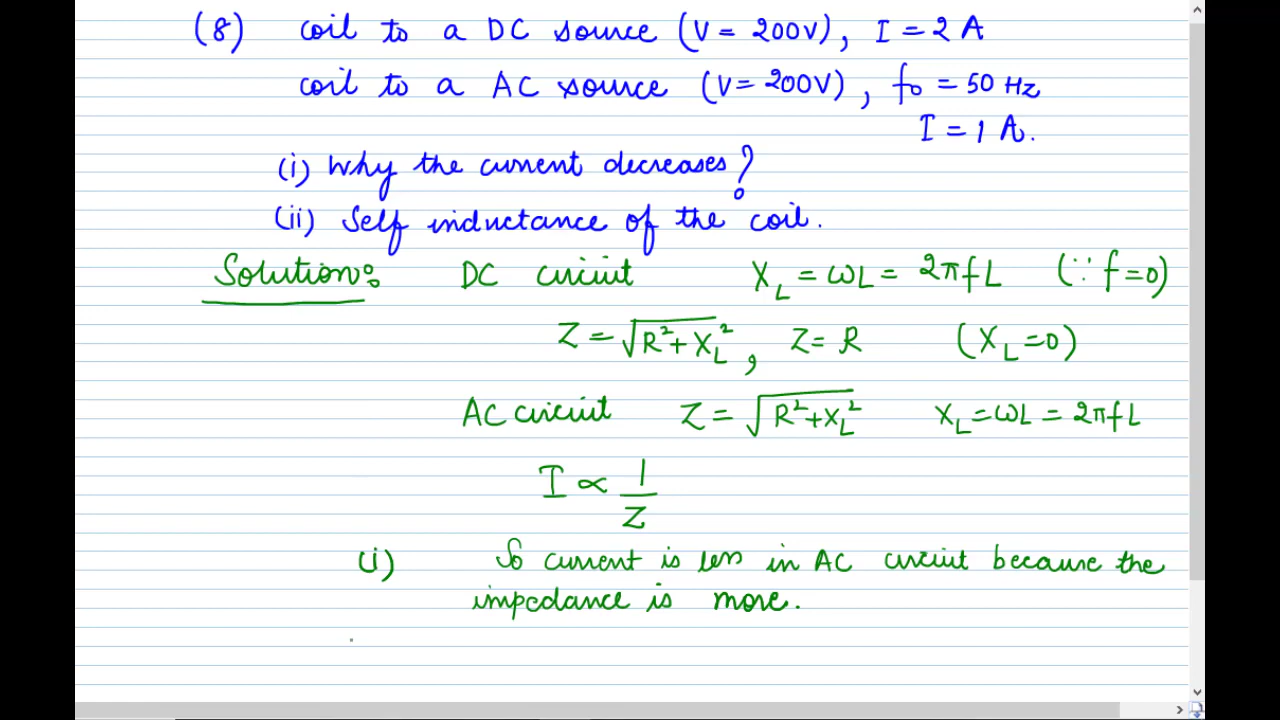 (8) coil to a DC source (V = 200V), I = 2 A
coil to a AC source (V = 200V), f₀ = 50 Hz
I = 1 A.
(i) Why the current decreases?
(ii) Self inductance of the coil.
Solution: DC circuit X_L = ωL = 2πfL (∵ f = 0)
Z = √(R² + X_L²), Z = R (X_L = 0)
AC circuit Z = √(R² + X_L²) X_L = ωL = 2πfL
I ∝ 1/Z
(i) So current is less in AC circuit because the
impedance is more.